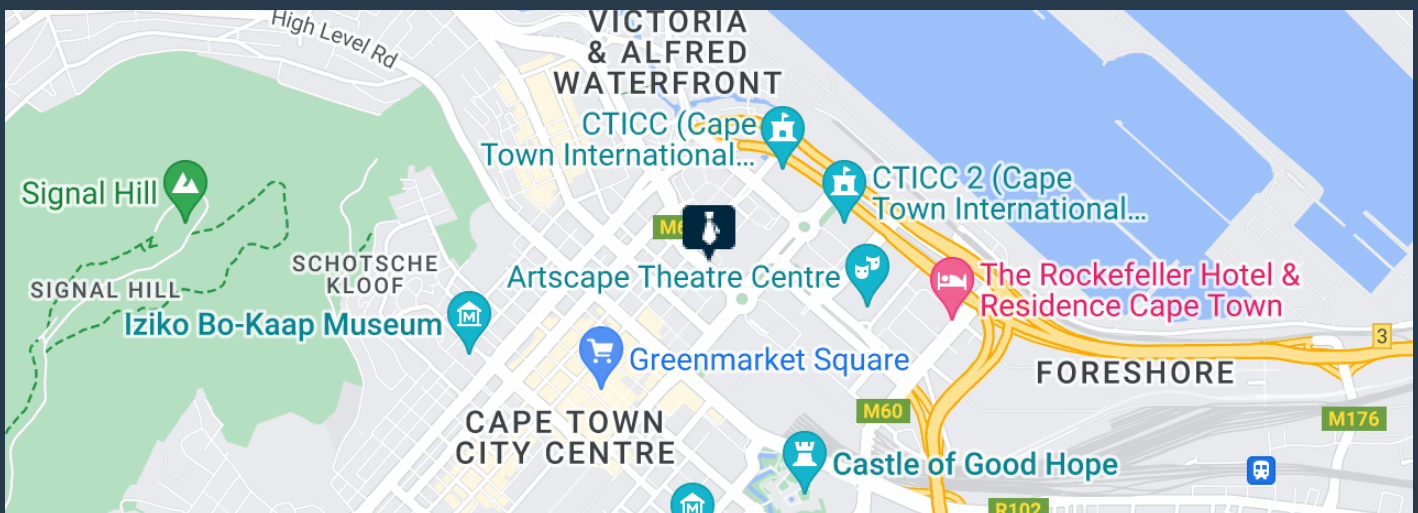 High Level Rd
VICTORIA
& ALFRED
WATERFRONT
CTICC (Cape
Town International...
CTICC 2 (Cape
Town International...
Signal Hill
SCHOTSCHE
KLOOF
SIGNAL HILL
Artscape Theatre Centre
The Rockefeller Hotel &
Residence Cape Town
Iziko Bo-Kaap Museum
3
Greenmarket Square
FORESHORE
M60
M176
CAPE TOWN
CITY CENTRE
Castle of Good Hope
R102